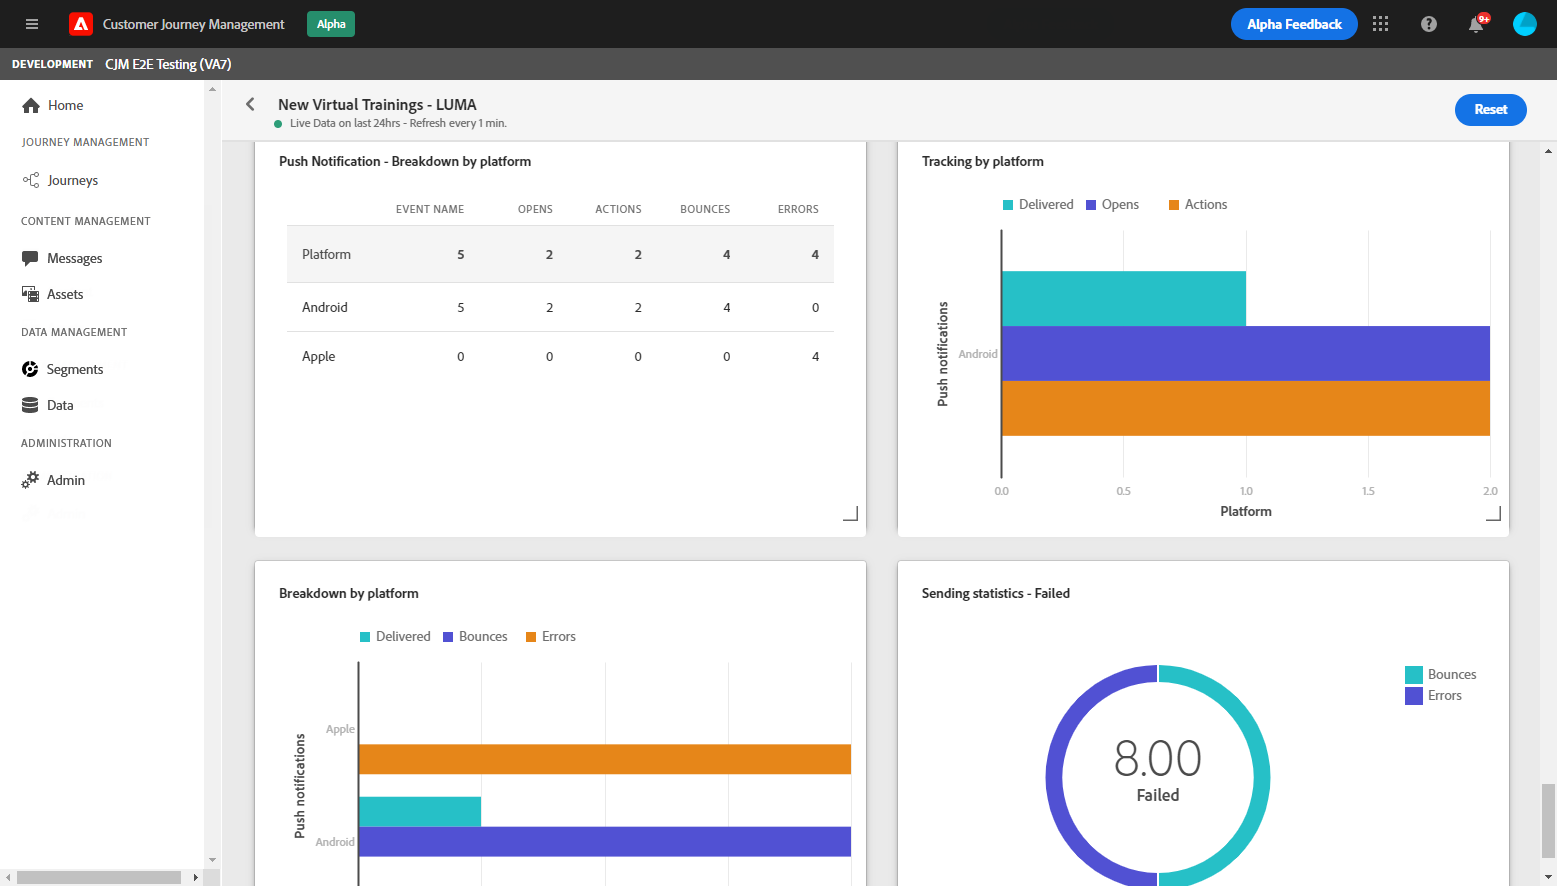 Customer Journey Management
Alpha
Alpha Feedback
9+
DEVELOPMENT CJM E2E Testing (VA7)
Home
JOURNEY MANAGEMENT
Journeys
CONTENT MANAGEMENT
Messages
Assets
DATA MANAGEMENT
Segments
Data
ADMINISTRATION
Admin
New Virtual Trainings - LUMA
Live Data on last 24hrs - Refresh every 1 min.
Reset
Push Notification - Breakdown by platform
EVENT NAME OPENS ACTIONS BOUNCES ERRORS
Platform 5 2 2 4 4
Android 5 2 2 4 0
Apple 0 0 0 0 4
Tracking by platform
Delivered Opens Actions
Push notifications
Android
0.0 0.5 1.0 1.5 2.0
Platform
Breakdown by platform
Delivered Bounces Errors
Push notifications
Apple
Android
Sending statistics - Failed
Bounces
Errors
8.00
Failed